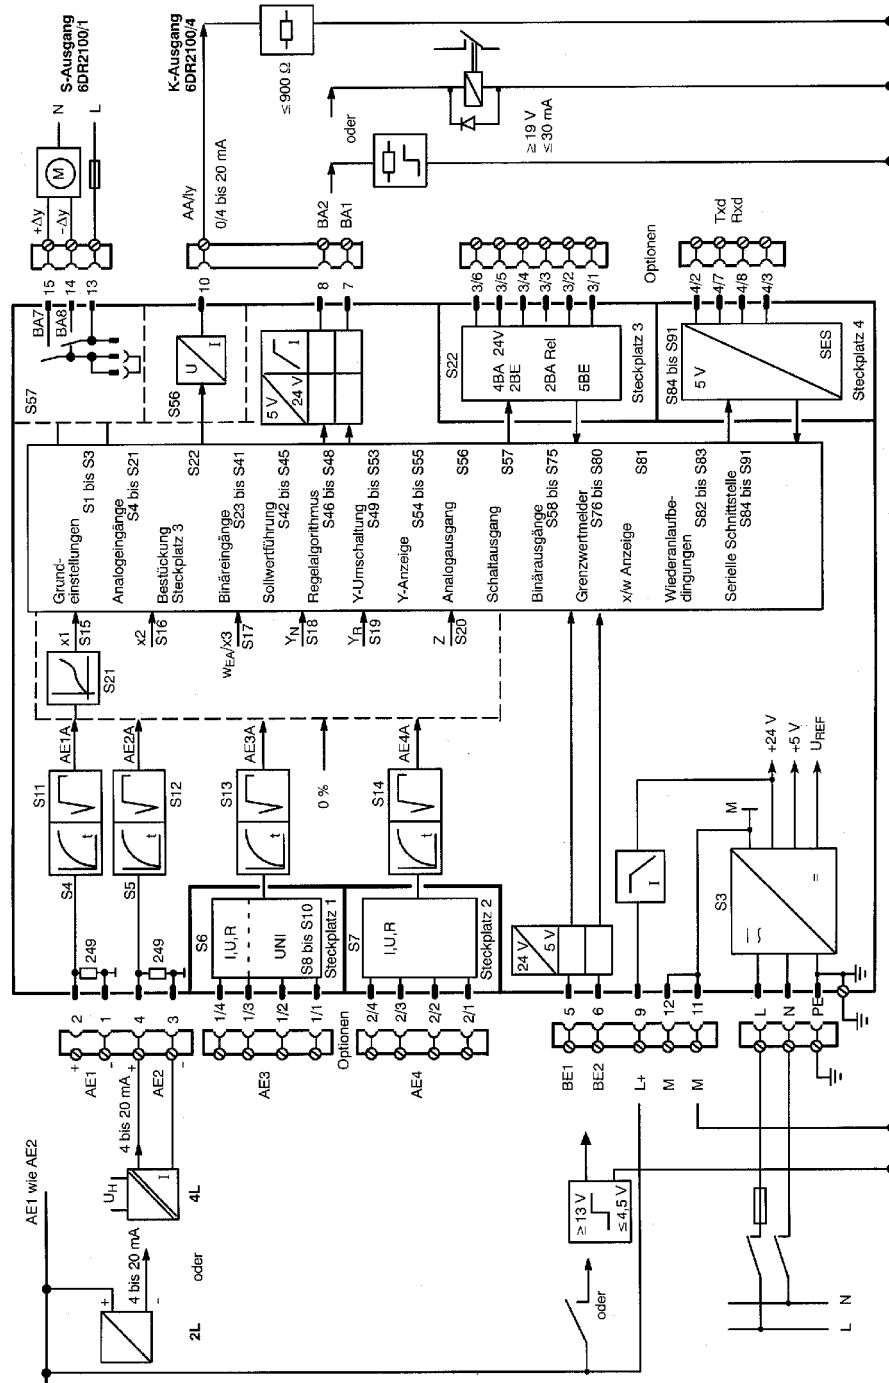 S-Ausgang
6DR2100/1
K-Ausgang
6DR2100/4
N
L
M
+Δy
−Δy
AA/Iy
0/4 bis 20 mA
≤ 900 Ω
BA2
BA1
oder
≥ 19 V
≤ 30 mA
Optionen
Txd
Rxd
15
14
13
10
8
7
3/6
3/5
3/4
3/3
3/2
3/1
4/2
4/7
4/8
4/3
BA7
BA8
S57
S56
U
I
5 V
24 V
I
S22
4BA 24V
2BE
2BA Rel
5BE
Steckplatz 3
S84 bis S91
5 V
SES
Steckplatz 4
Grund-
einstellungen
S1 bis S3
Analogeingänge
S4 bis S21
Bestückung
Steckplatz 3
S22
Binäreingänge
S23 bis S41
Sollwertführung
S42 bis S45
Regelalgorithmus
S46 bis S48
Y-Umschaltung
S49 bis S53
Y-Anzeige
S54 bis S55
Analogausgang
S56
Schaltausgang
S57
Binärausgänge
S58 bis S75
Grenzwertmelder
S76 bis S80
x/w Anzeige
S81
Wiederanlaufbe-
dingungen
S82 bis S83
Serielle Schnittstelle
S84 bis S91
x1
S15
x2
S16
wEA/x3
S17
YN
S18
YR
S19
Z
S20
S21
AE1A
AE2A
AE3A
0 %
AE4A
S11
S12
S13
S14
t
t
t
t
S4
S5
249
249
S6
I,U,R
UNI
S8 bis S10
Steckplatz 1
S7
I,U,R
Steckplatz 2
24 V
5 V
I
M
S3
=
+24 V
+5 V
UREF
2
1
4
3
1/4
1/3
1/2
1/1
2/4
2/3
2/2
2/1
5
6
9
12
11
L
N
PE
+
AE1
−
+
AE2
−
AE3
Optionen
AE4
BE1
BE2
L+
M
M
4 bis 20 mA
UH
I
4L
AE1 wie AE2
4 bis 20 mA
+
−
2L
oder
≥ 13 V
≤ 4,5 V
oder
N
L